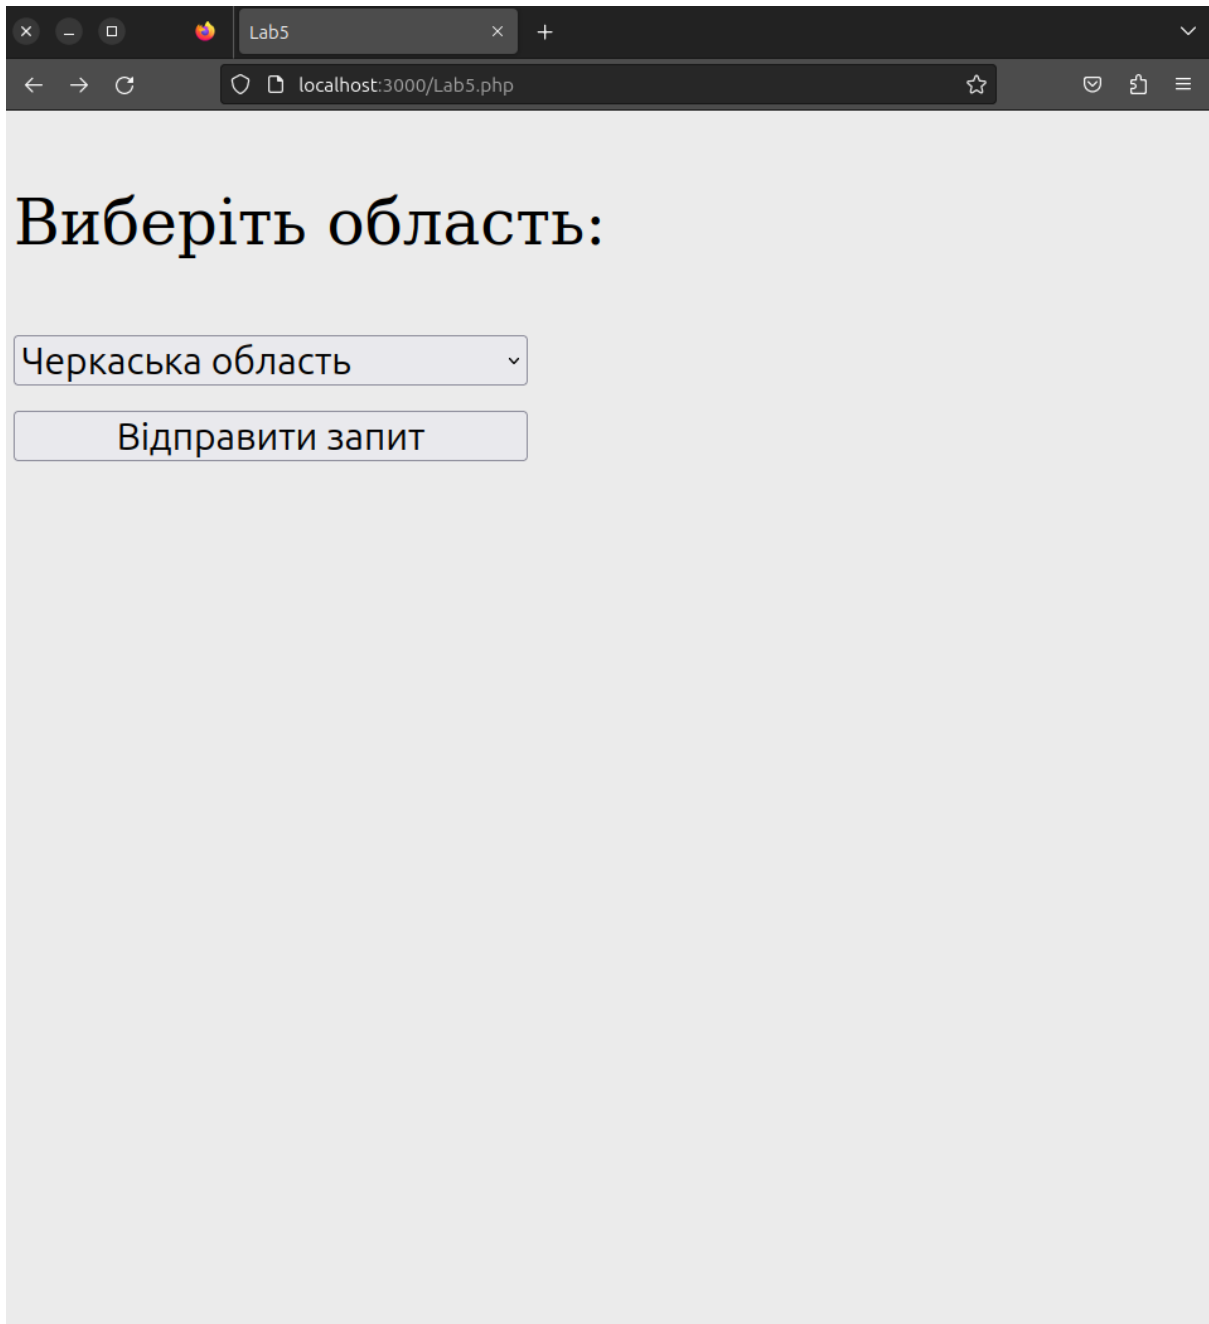 Lab5
localhost:3000/Lab5.php
Виберіть область:
Черкаська область
Відправити запит